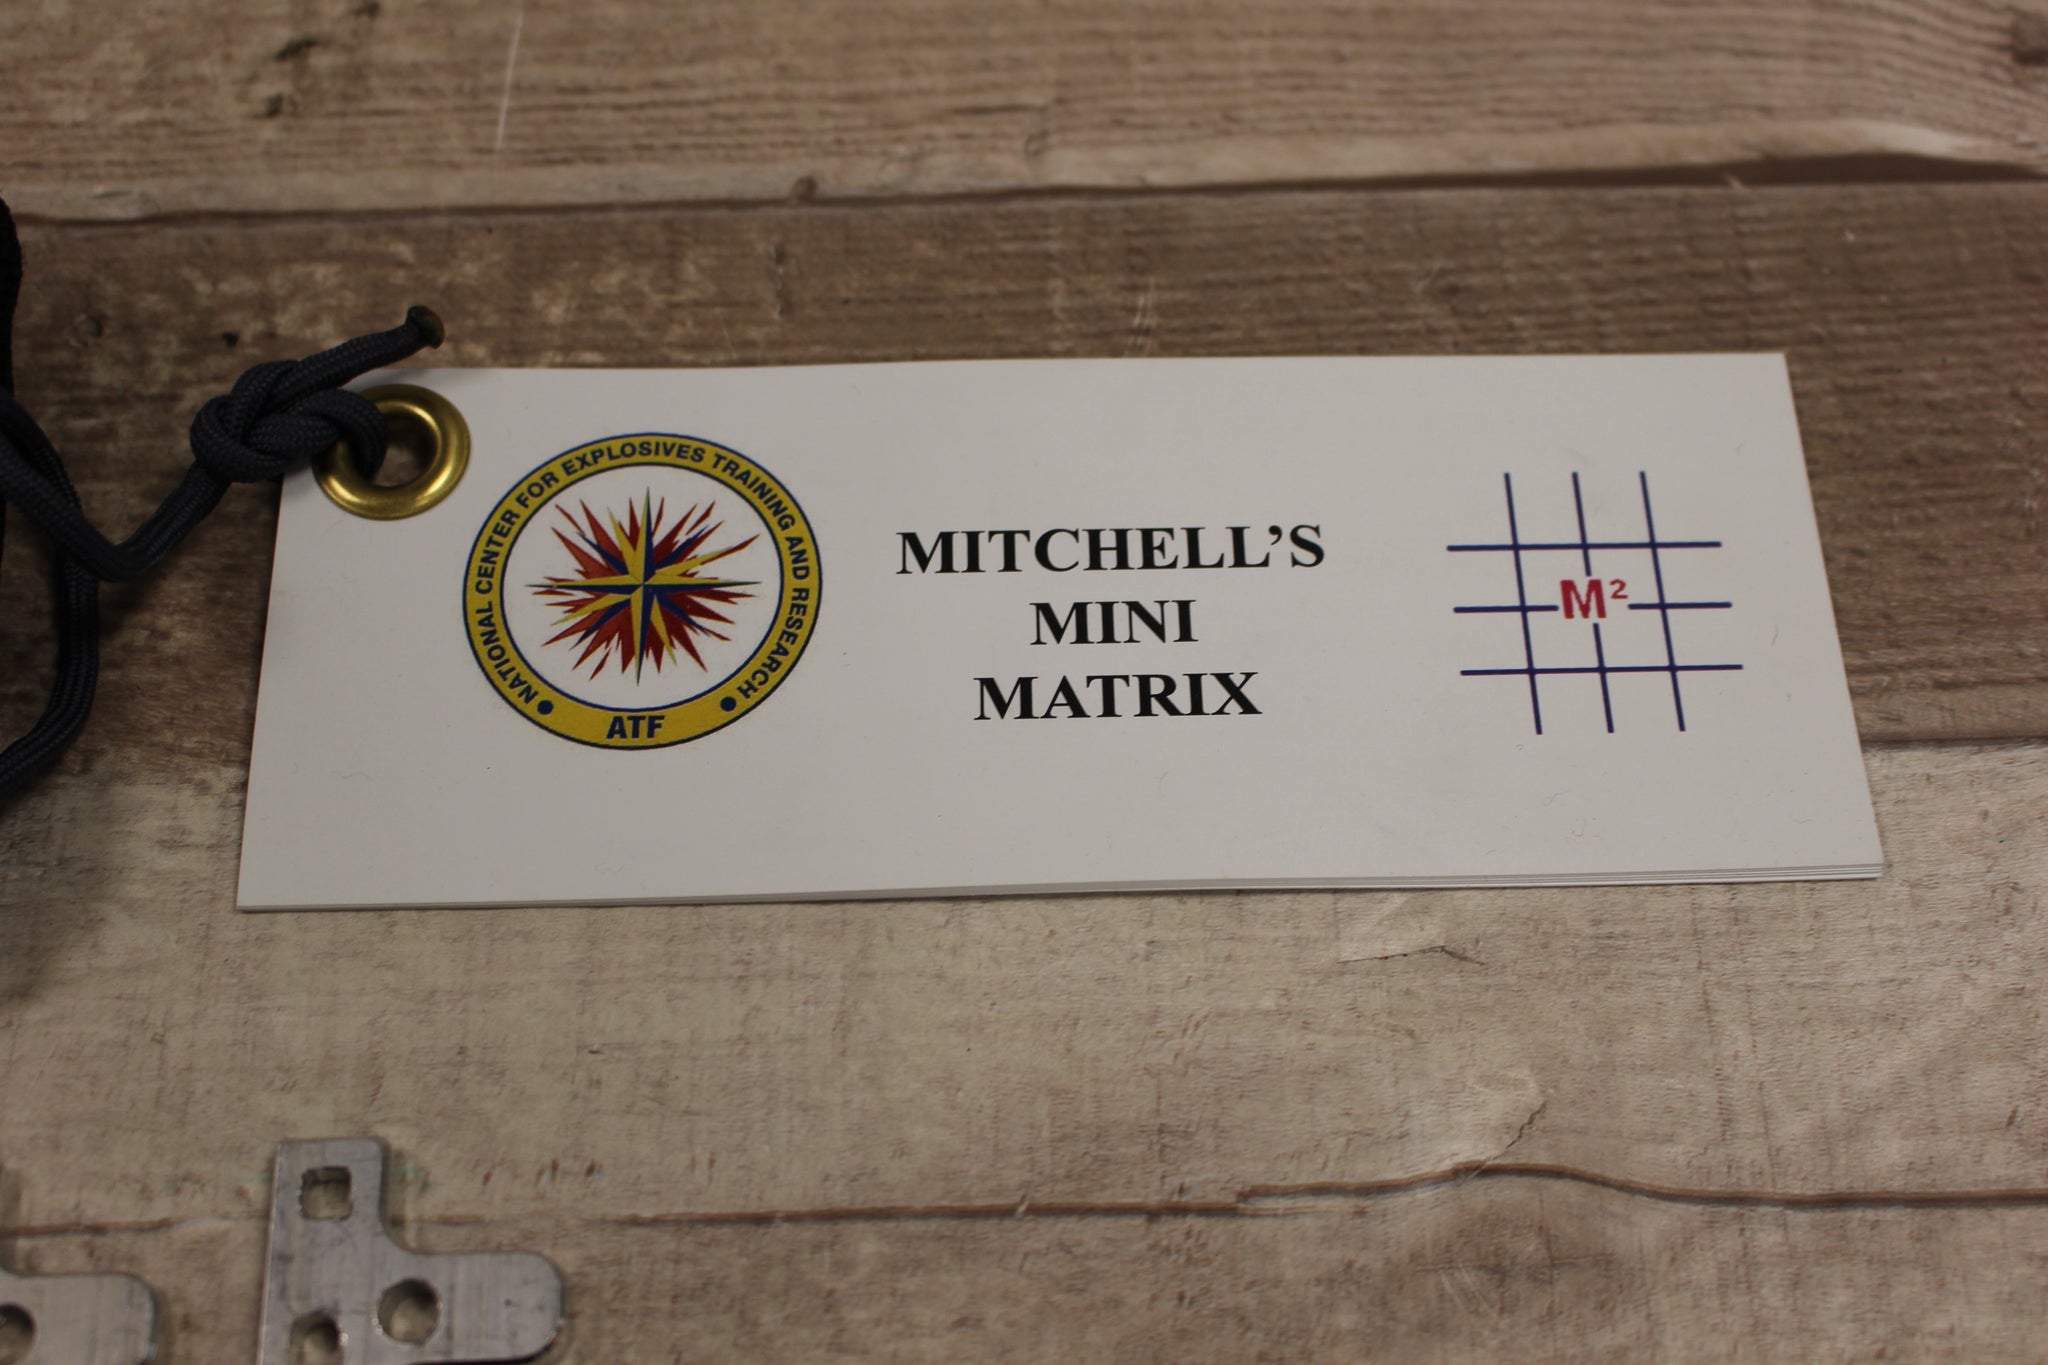 NATIONAL CENTER FOR EXPLOSIVES TRAINING AND RESEARCH
ATF
MITCHELL'S
MINI
MATRIX
M²